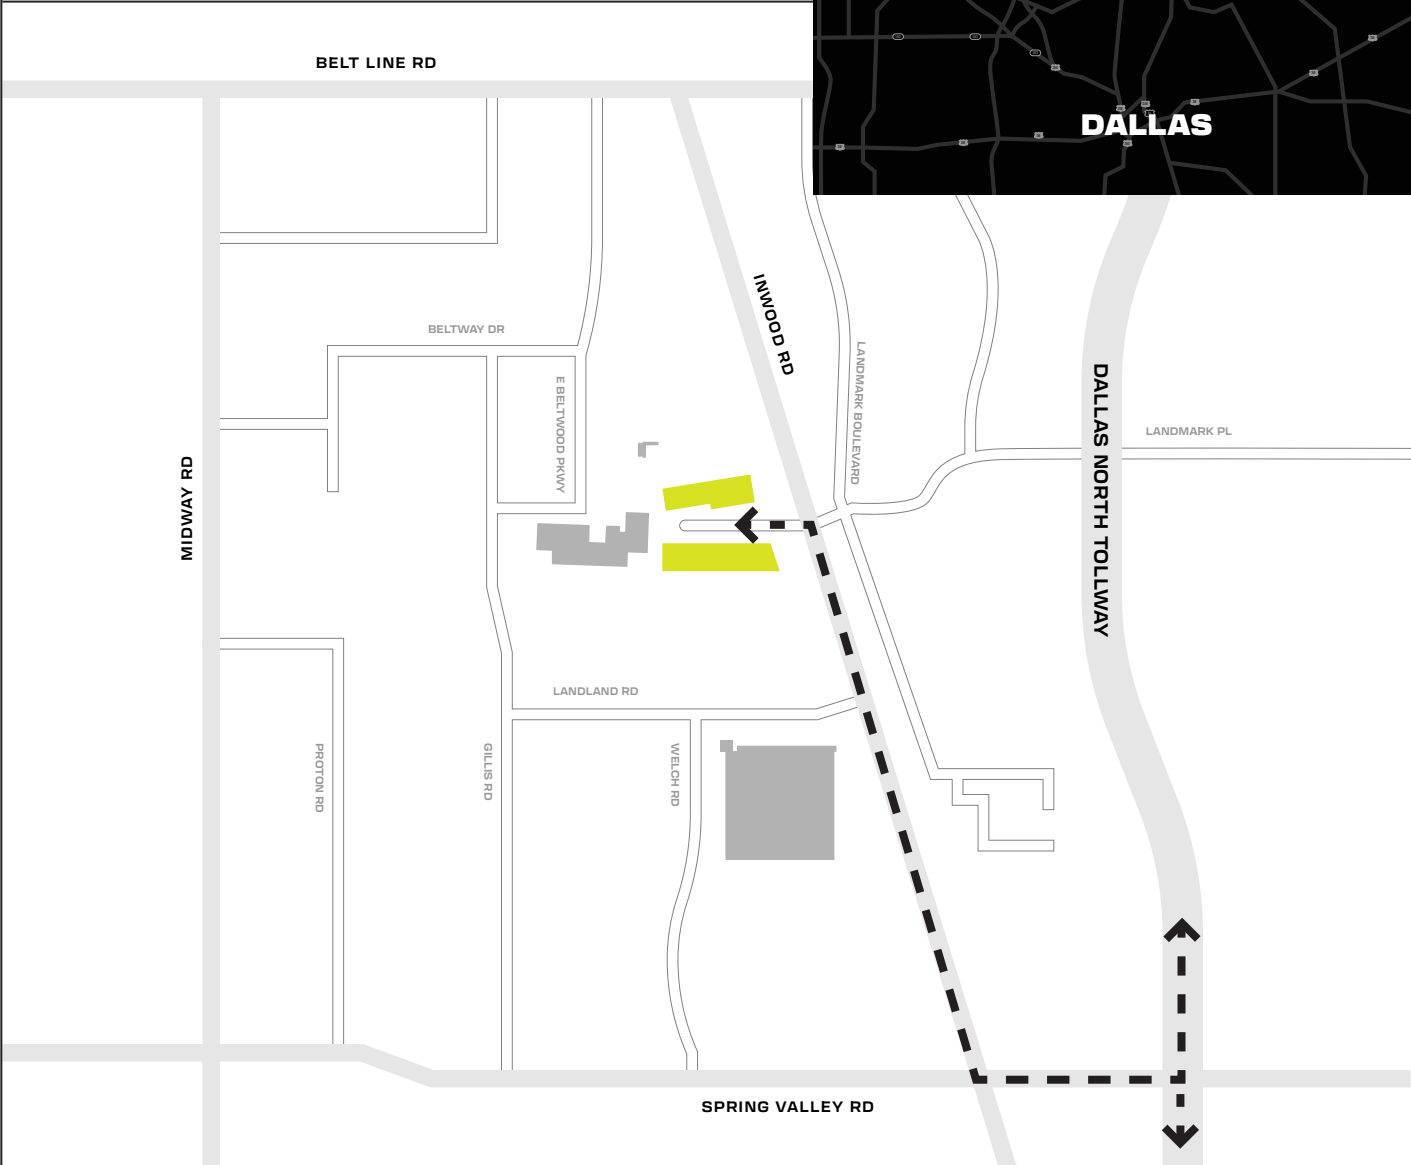 BELT LINE RD
DALLAS
INWOOD RD
BELTWAY DR
LANDMARK BOULEVARD
DALLAS NORTH TOLLWAY
E BELTWOOD PKWY
LANDMARK PL
MIDWAY RD
LANDLAND RD
PROTON RD
GILLIS RD
WELCH RD
SPRING VALLEY RD